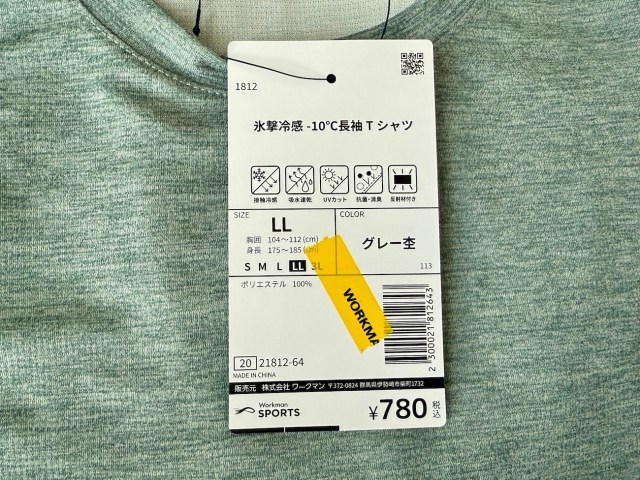 1812
氷撃冷感 -10℃長袖 T シャツ
接触冷感 吸水速乾 UVカット 抗菌・消臭 反射材付き
SIZE
LL
胸囲 104～112(cm)
身長 175～185(cm)
S M L LL 3L
COLOR
グレー杢
113
ポリエステル 100%
WORKMA
2 300021 812643
20 21812-64
MADE IN CHINA
販売元 株式会社 ワークマン 〒372-0824 群馬県伊勢崎市柴町1732
Workman
SPORTS
¥780 税込